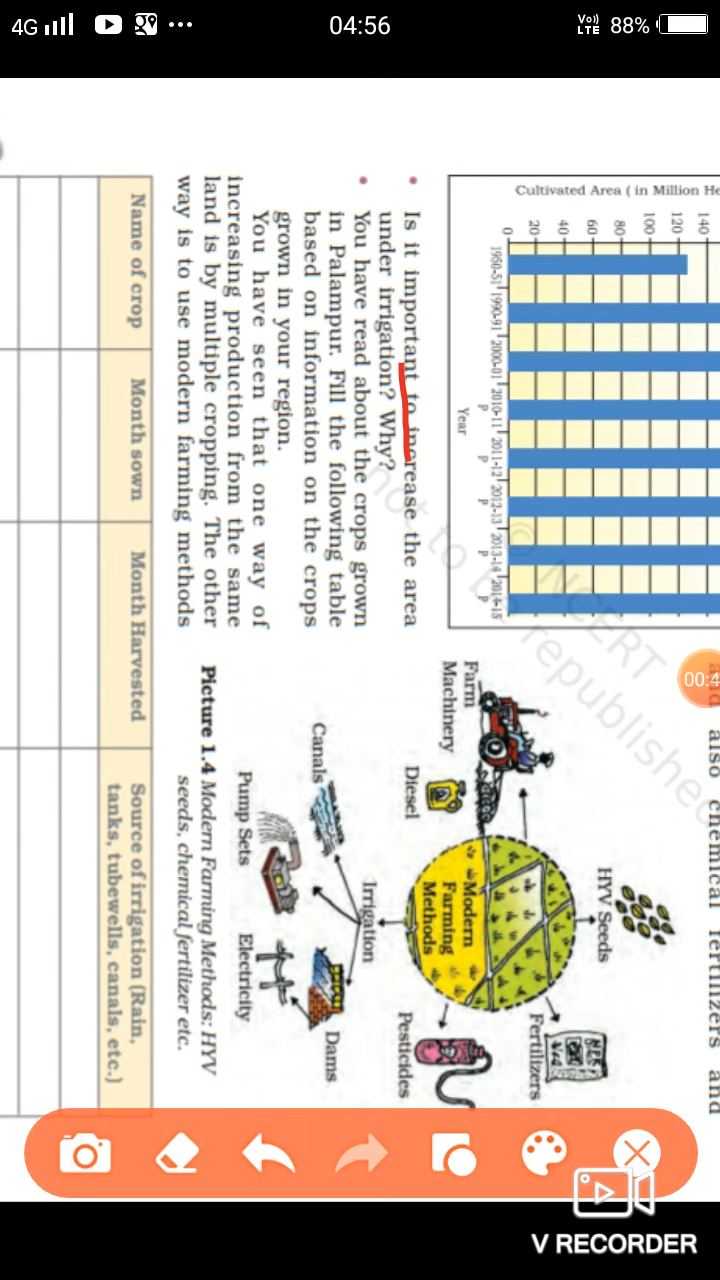 4G
04:56
Vo))
LTE
88%
Cultivated Area ( in Million He
0
20
40
60
80
100
120
140
1950-51
1990-91
2000-01
2010-11
P
2011-12
P
2012-13
P
2013-14
P
2014-15
P
Year
• Is it important to increase the area
under irrigation? Why?
• You have read about the crops grown
in Palampur. Fill the following table
based on information on the crops
grown in your region.
You have seen that one way of
increasing production from the same
land is by multiple cropping. The other
way is to use modern farming methods
also chemical fertilizers and
HYV Seeds
Farm
Machinery
Diesel
Modern
Farming
Methods
Fertilizers
Pesticides
Irrigation
Canals
Pump Sets
Dams
Electricity
Picture 1.4 Modern Farming Methods: HYV
seeds, chemical fertilizer etc.
Name of crop
Month sown
Month Harvested
Source of irrigation (Rain,
tanks, tubewells, canals, etc.)
© NCERT
not to be republished
00:4
V RECORDER